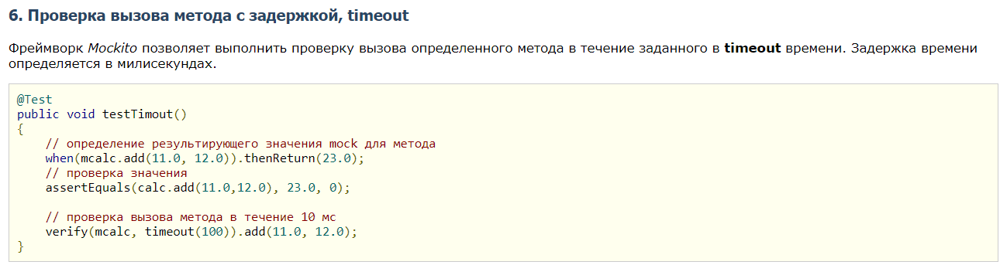 6. Проверка вызова метода с задержкой, timeout
Фреймворк Mockito позволяет выполнить проверку вызова определенного метода в течение заданного в timeout времени. Задержка времени
определяется в милисекундах.
@Test
public void testTimout()
{
    // определение результирующего значения mock для метода
    when(mcalc.add(11.0, 12.0)).thenReturn(23.0);
    // проверка значения
    assertEquals(calc.add(11.0,12.0), 23.0, 0);
    // проверка вызова метода в течение 10 мс
    verify(mcalc, timeout(100)).add(11.0, 12.0);
}